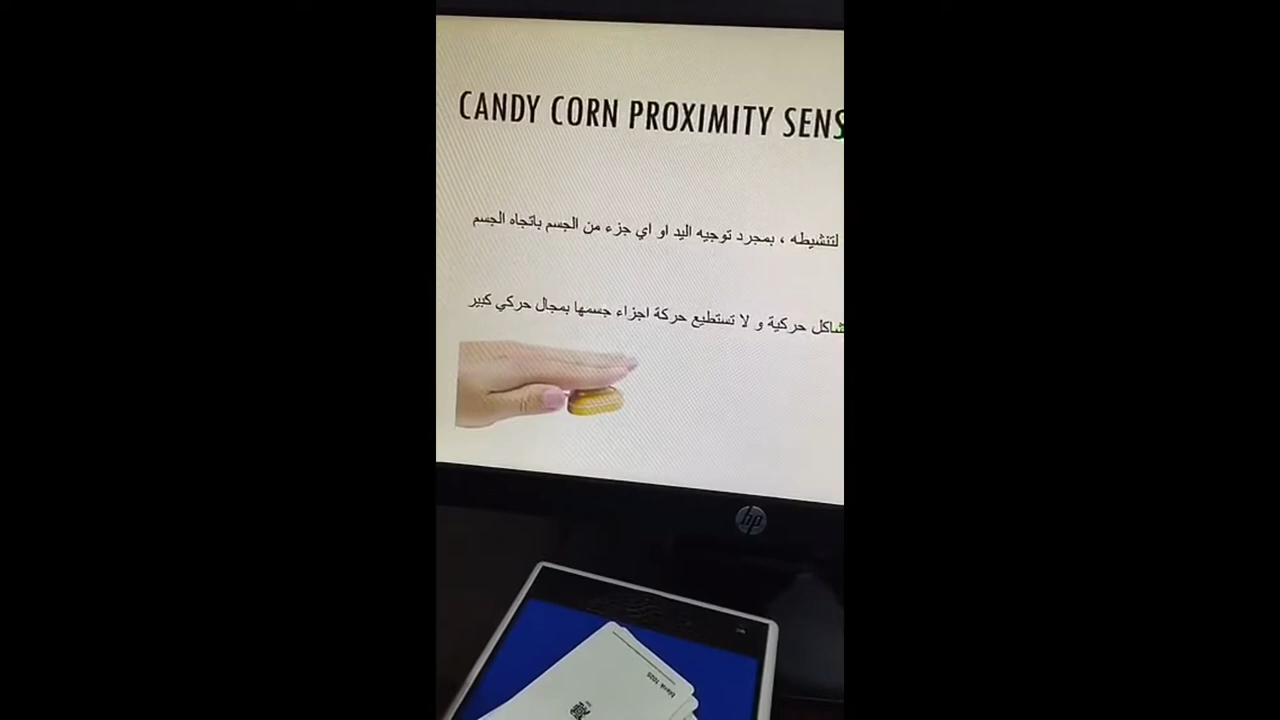 CANDY CORN PROXIMITY SENS
لتنشيطه ، بمجرد توجيه اليد او اي جزء من الجسم باتجاه الجسم
شاكل حركية و لا تستطيع حركة اجزاء جسمها بمجال حركي كبير
hp